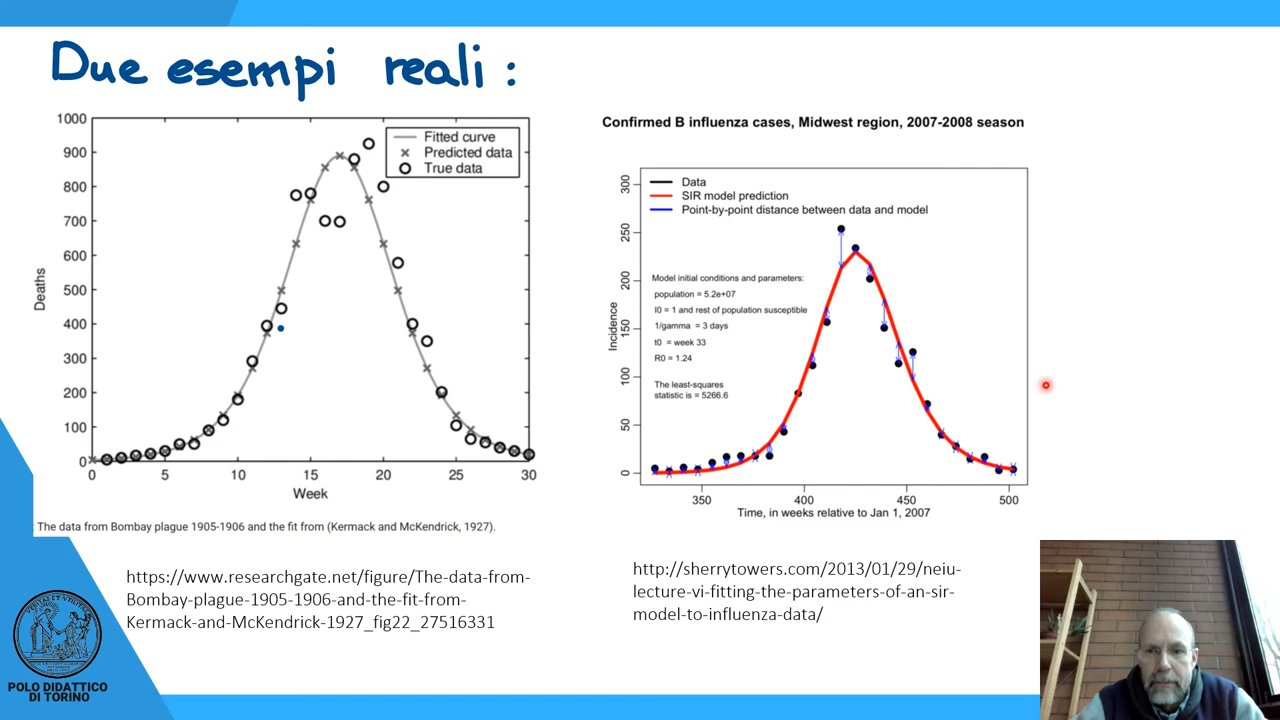 Due esempi reali :
1000
900
800
700
600
500
400
300
200
100
0
Deaths
0 5 10 15 20 25 30
Week
Fitted curve
Predicted data
True data
The data from Bombay plague 1905-1906 and the fit from (Kermack and McKendrick, 1927).
https://www.researchgate.net/figure/The-data-from-
Bombay-plague-1905-1906-and-the-fit-from-
Kermack-and-McKendrick-1927_fig22_27516331
Confirmed B influenza cases, Midwest region, 2007-2008 season
Data
SIR model prediction
Point-by-point distance between data and model
Model initial conditions and parameters:
population = 5.2e+07
I0 = 1 and rest of population susceptible
1/gamma = 3 days
t0 = week 33
R0 = 1.24
The least-squares
statistic is = 5266.6
300
250
200
150
100
50
0
Incidence
350 400 450 500
Time, in weeks relative to Jan 1, 2007
http://sherrytowers.com/2013/01/29/neiu-
lecture-vi-fitting-the-parameters-of-an-sir-
model-to-influenza-data/
POLO DIDATTICO
DI TORINO